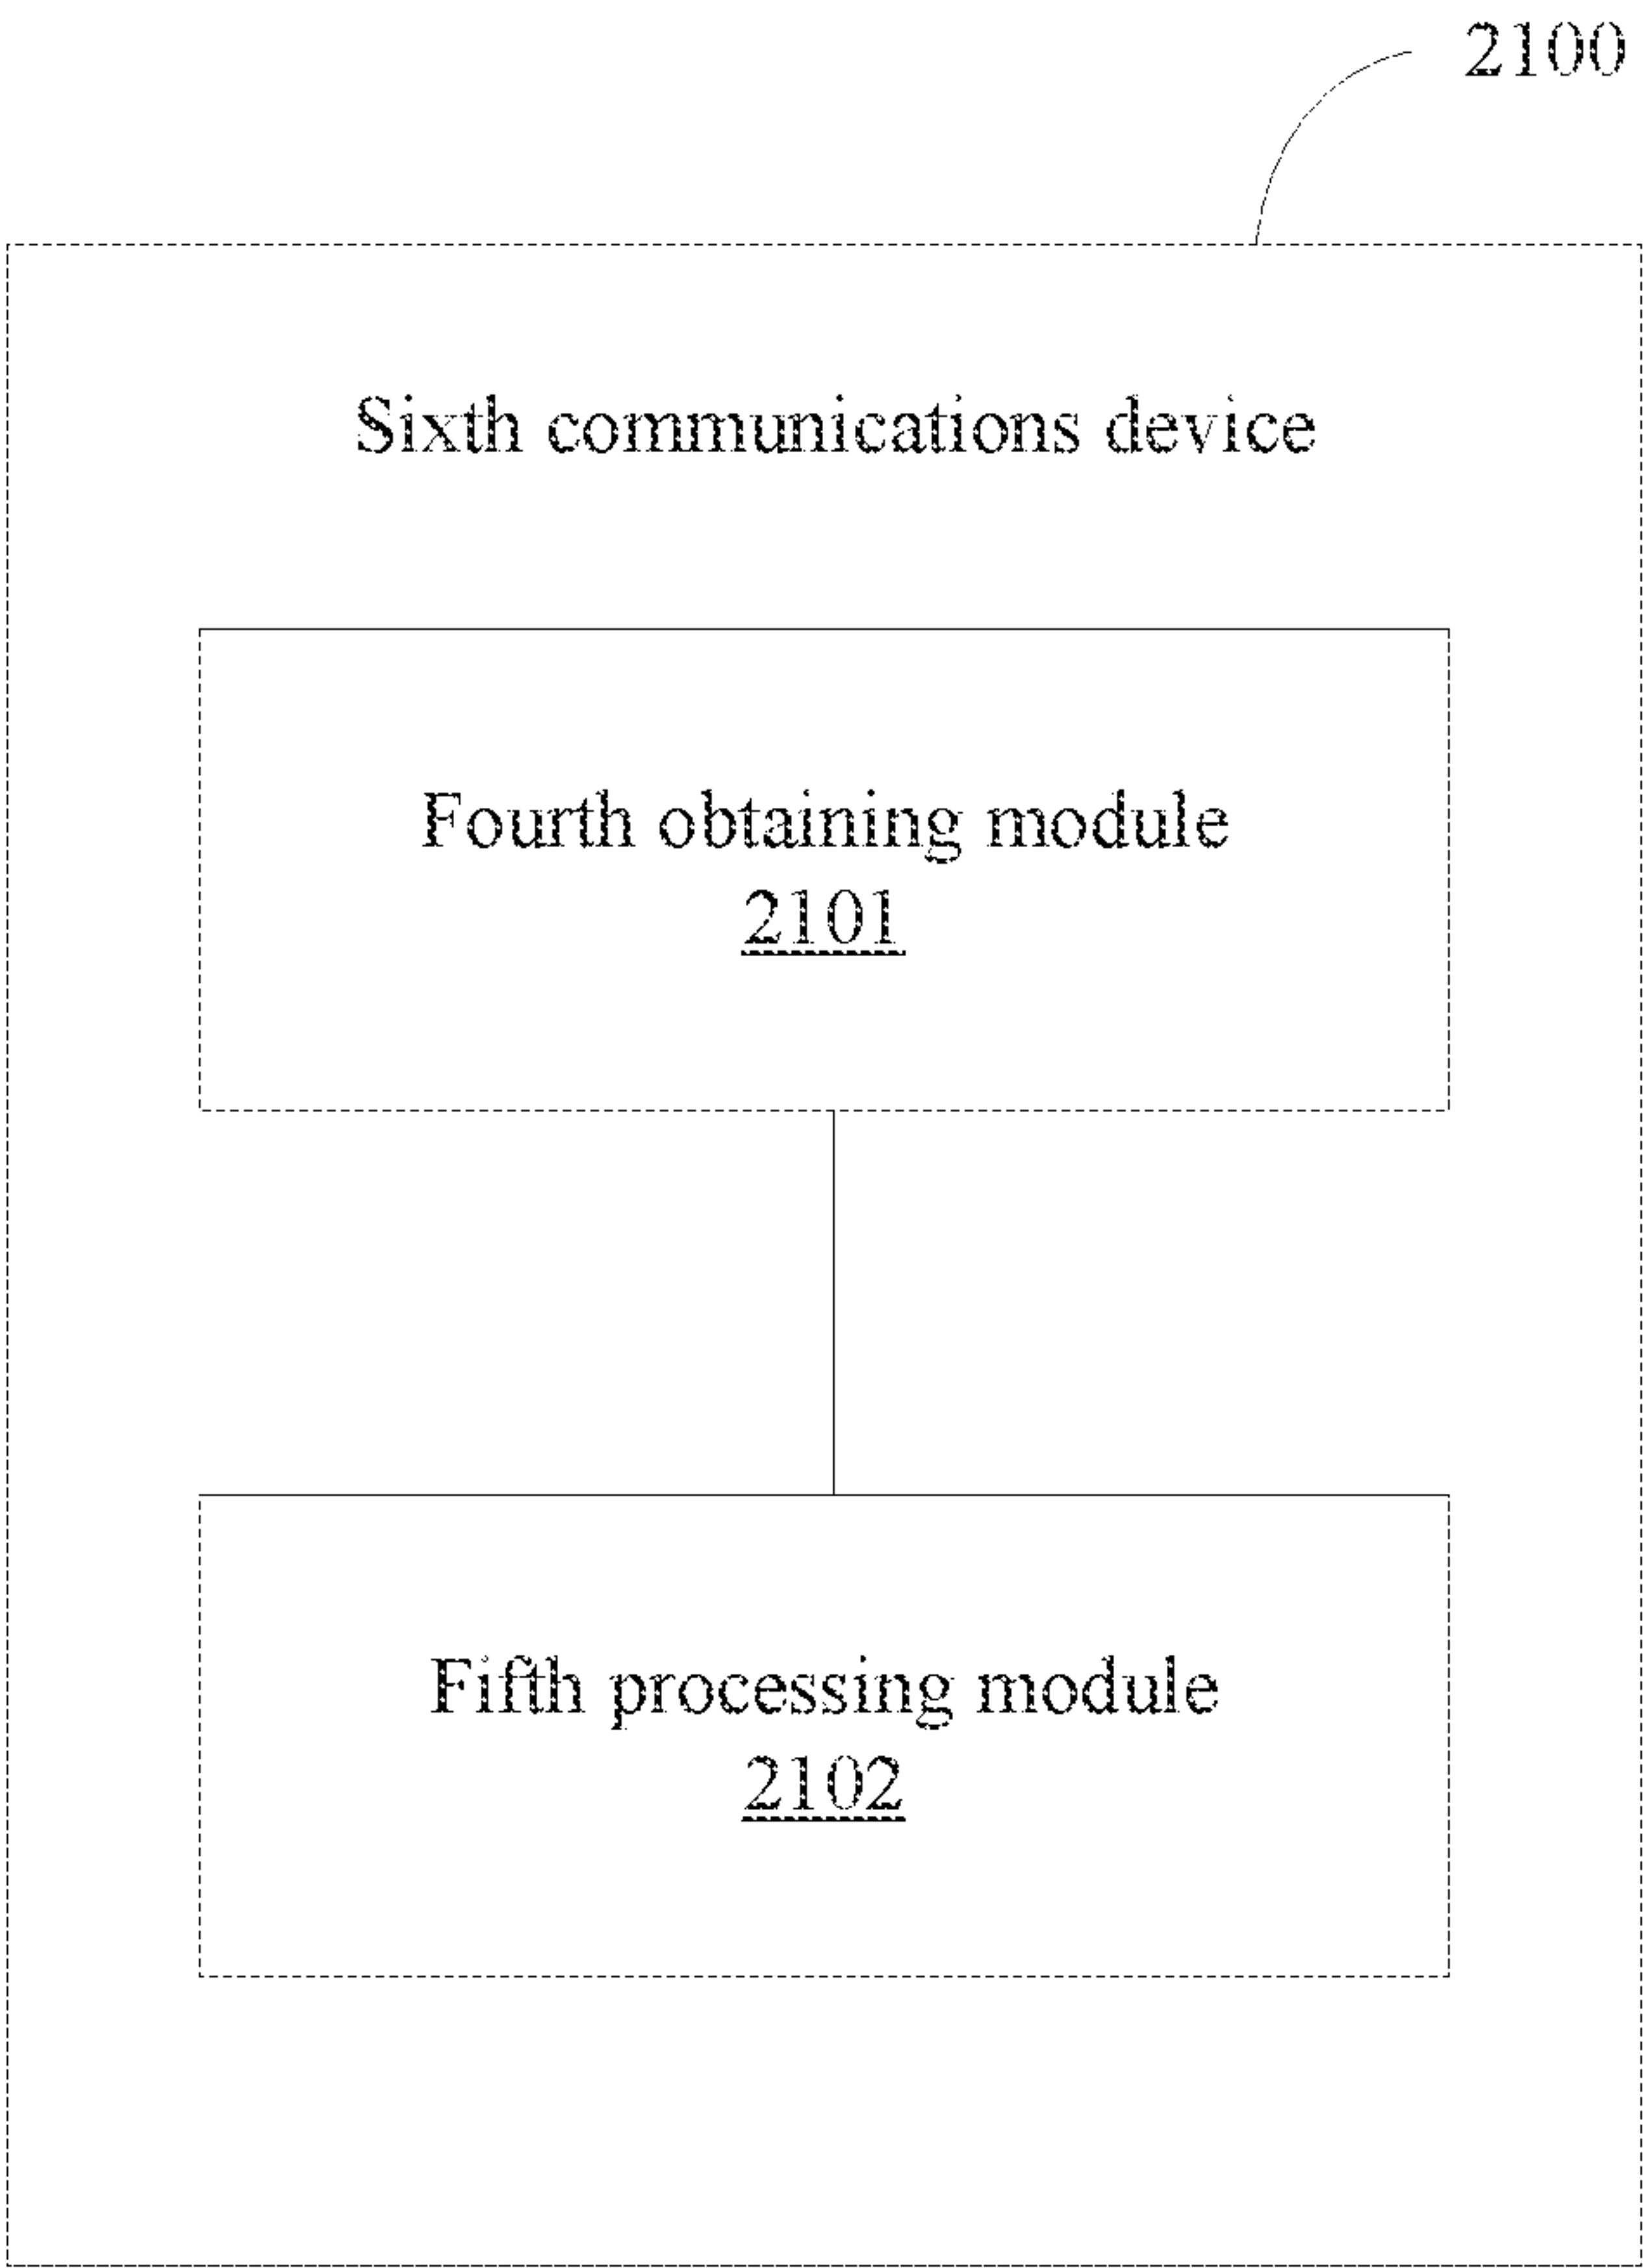 2100
Sixth communications device
Fourth obtaining module
2101
Fifth processing module
2102